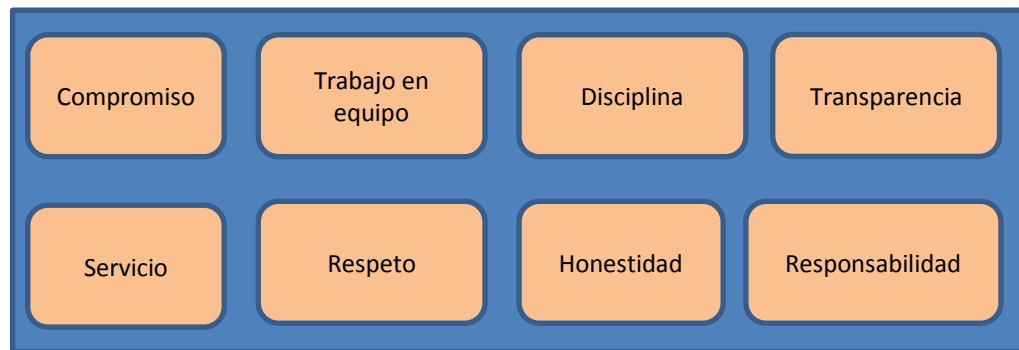 Compromiso
Trabajo en
equipo
Disciplina
Transparencia
Servicio
Respeto
Honestidad
Responsabilidad